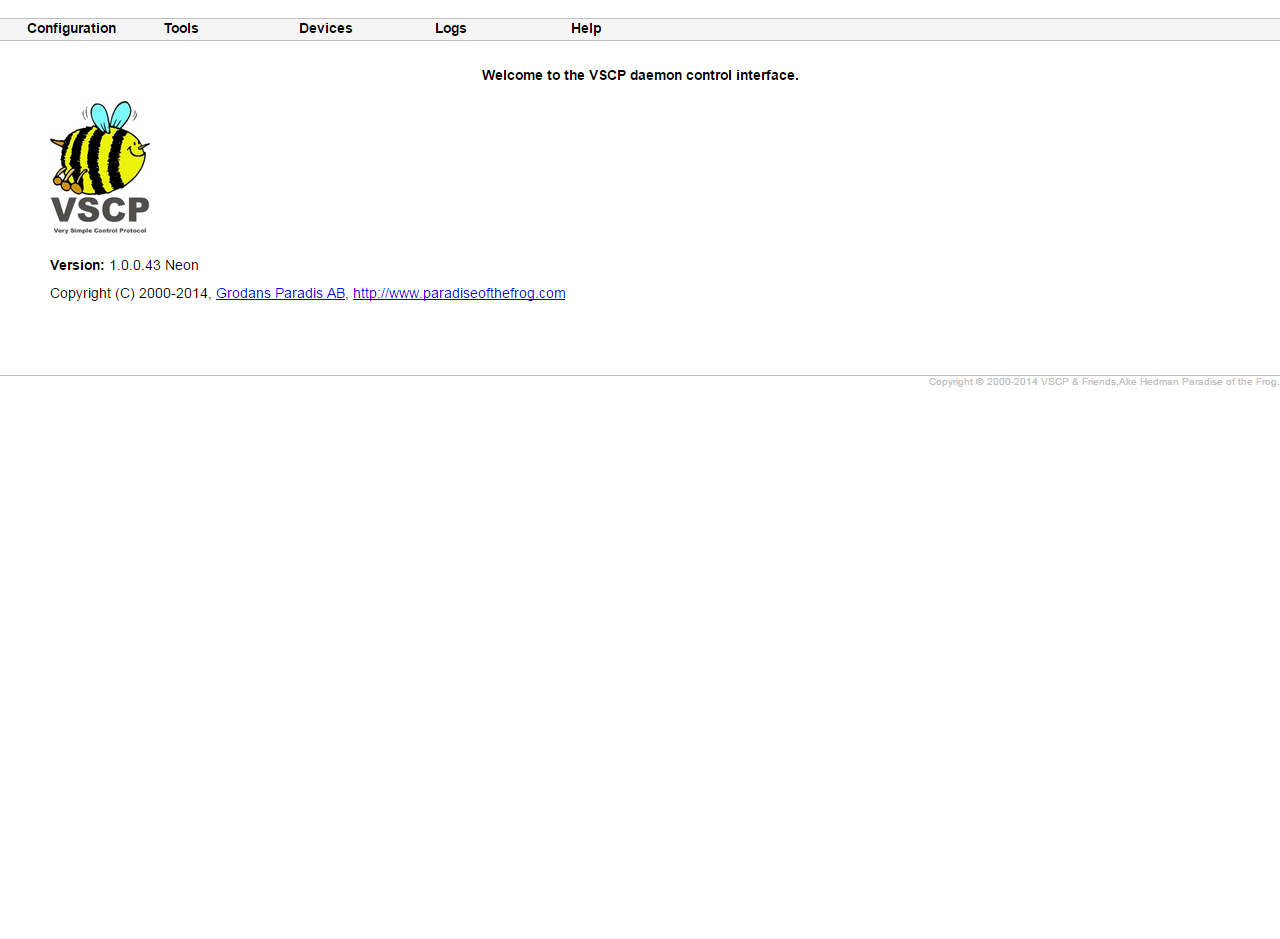 Configuration Tools Devices Logs Help
Welcome to the VSCP daemon control interface.
VSCP
Very Simple Control Protocol
Version: 1.0.0.43 Neon
Copyright (C) 2000-2014, Grodans Paradis AB, http://www.paradiseofthefrog.com
Copyright © 2000-2014 VSCP & Friends,Ake Hedman Paradise of the Frog.